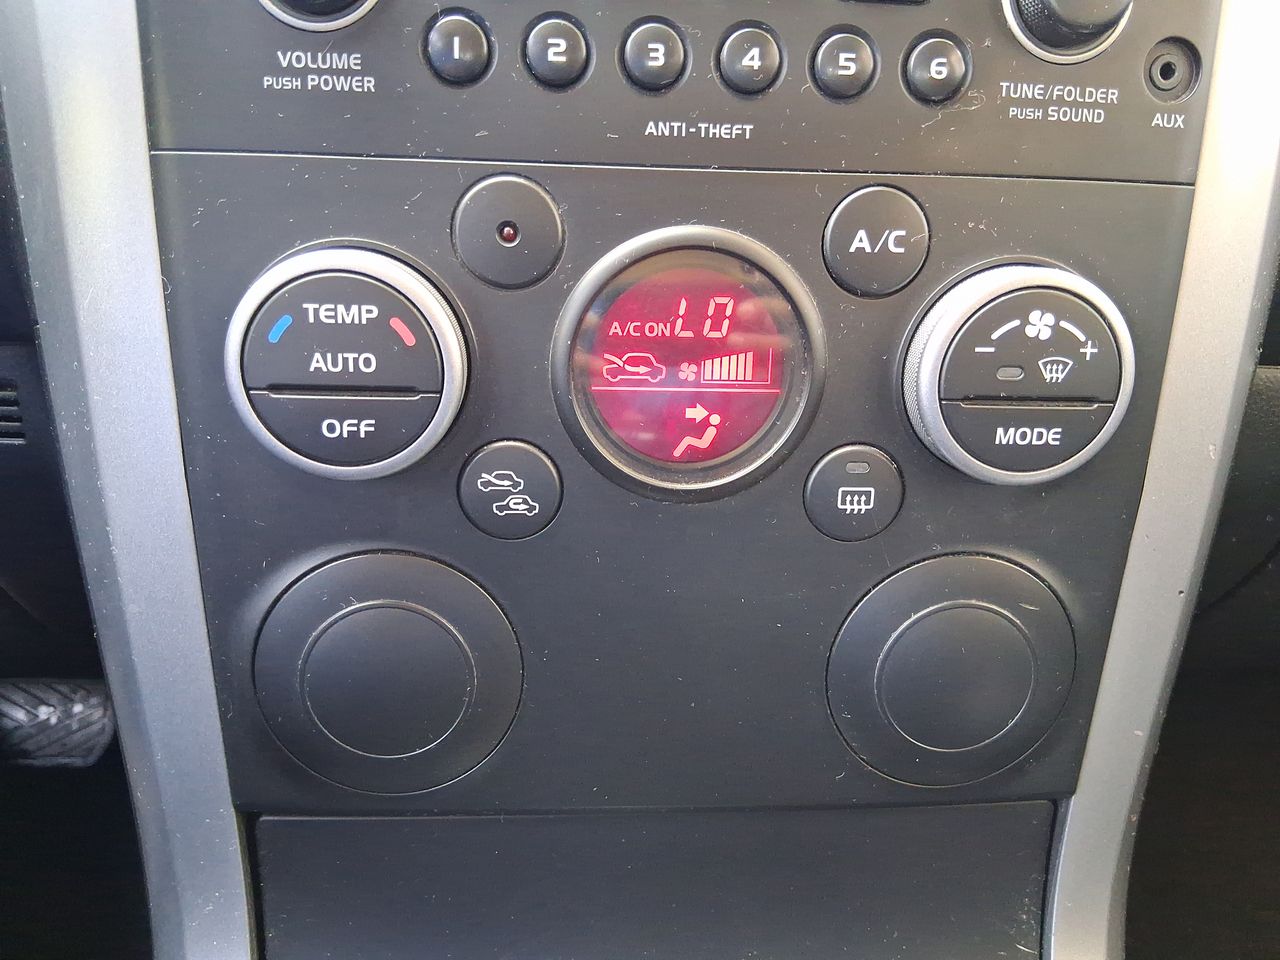 VOLUME
PUSH POWER
1 2 3 4 5 6
ANTI-THEFT
TUNE/FOLDER
PUSH SOUND
AUX
TEMP
AUTO
OFF
A/C ON LO
A/C
- +
MODE